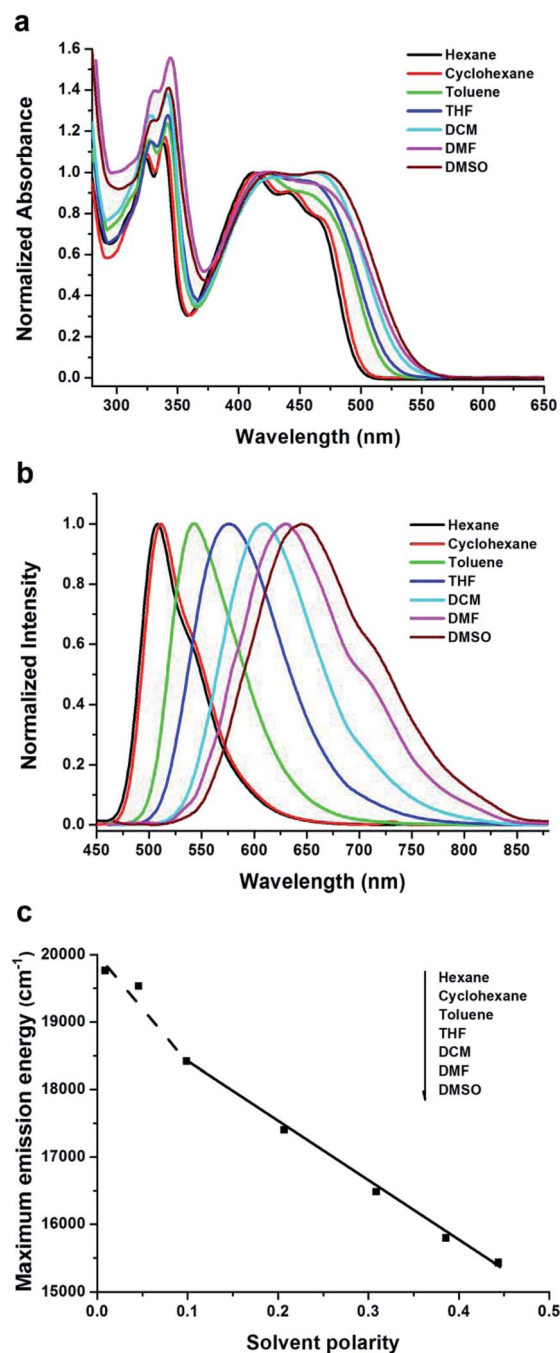 a
Hexane
Cyclohexane
Toluene
THF
DCM
DMF
DMSO
Normalized Absorbance
1.6
1.4
1.2
1.0
0.8
0.6
0.4
0.2
0.0
300 350 400 450 500 550 600 650
Wavelength (nm)
b
Hexane
Cyclohexane
Toluene
THF
DCM
DMF
DMSO
Normalized Intensity
1.0
0.8
0.6
0.4
0.2
0.0
450 500 550 600 650 700 750 800 850
Wavelength (nm)
c
Hexane
Cyclohexane
Toluene
THF
DCM
DMF
DMSO
Maximum emission energy (cm⁻¹)
20000
19000
18000
17000
16000
15000
0.0 0.1 0.2 0.3 0.4 0.5
Solvent polarity